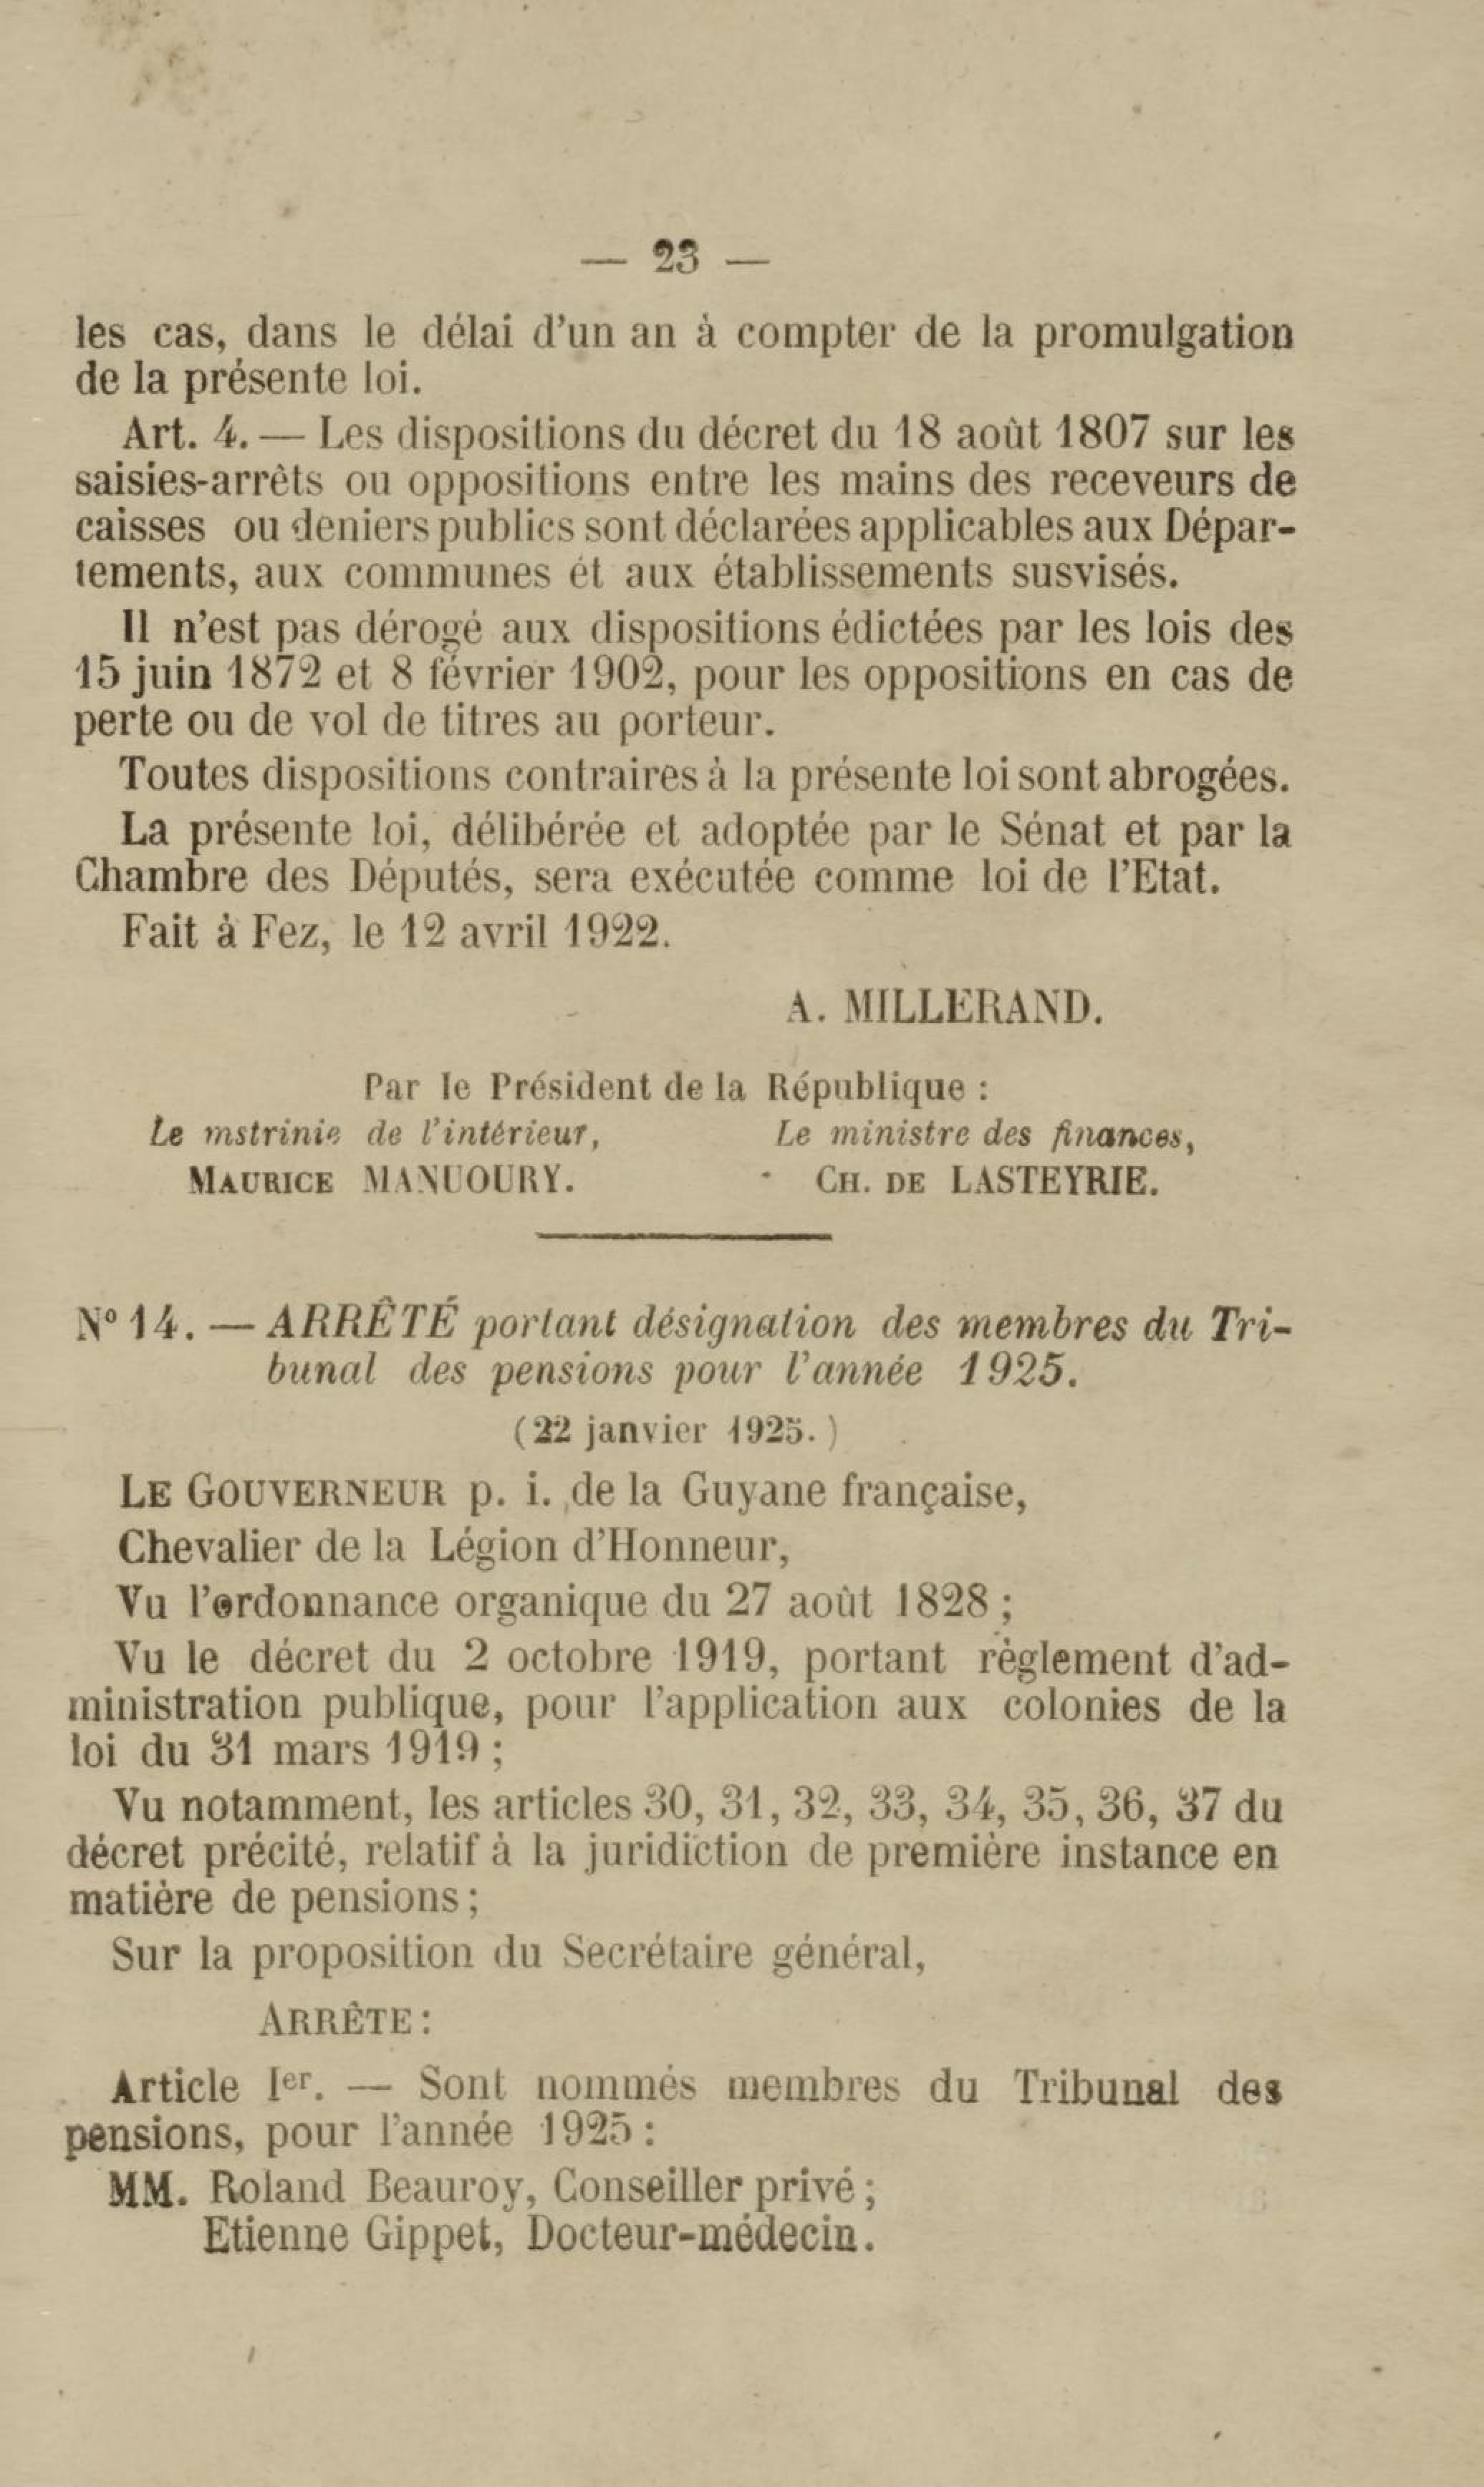 — 23 —
les cas, dans le délai d'un an à compter de la promulgation
de la présente loi.
Art. 4. — Les dispositions du décret du 18 août 1807 sur les
saisies-arrêts ou oppositions entre les mains des receveurs de
caisses ou deniers publics sont déclarées applicables aux Dépar-
tements, aux communes ét aux établissements susvisés.
Il n'est pas dérogé aux dispositions édictées par les lois des
15 juin 1872 et 8 février 1902, pour les oppositions en cas de
perte ou de vol de titres au porteur.
Toutes dispositions contraires à la présente loi sont abrogées.
La présente loi, délibérée et adoptée par le Sénat et par la
Chambre des Députés, sera exécutée comme loi de l'Etat.
Fait à Fez, le 12 avril 1922.
A. MILLERAND.
Par le Président de la République :
Le mstrinie de l'intérieur, Le ministre des finances,
MAURICE MANUOURY. CH. DE LASTEYRIE.
N° 14. — ARRÊTÉ portant désignation des membres du Tri-
bunal des pensions pour l'année 1925.
(22 janvier 1925.)
LE GOUVERNEUR p. i. de la Guyane française,
Chevalier de la Légion d'Honneur,
Vu l'ordonnance organique du 27 août 1828 ;
Vu le décret du 2 octobre 1919, portant règlement d'ad-
ministration publique, pour l'application aux colonies de la
loi du 31 mars 1919 ;
Vu notamment, les articles 30, 31, 32, 33, 34, 35, 36, 37 du
décret précité, relatif à la juridiction de première instance en
matière de pensions ;
Sur la proposition du Secrétaire général,
ARRÊTE :
Article Ier. — Sont nommés membres du Tribunal des
pensions, pour l'année 1925 :
MM. Roland Beauroy, Conseiller privé ;
Etienne Gippet, Docteur-médecin.